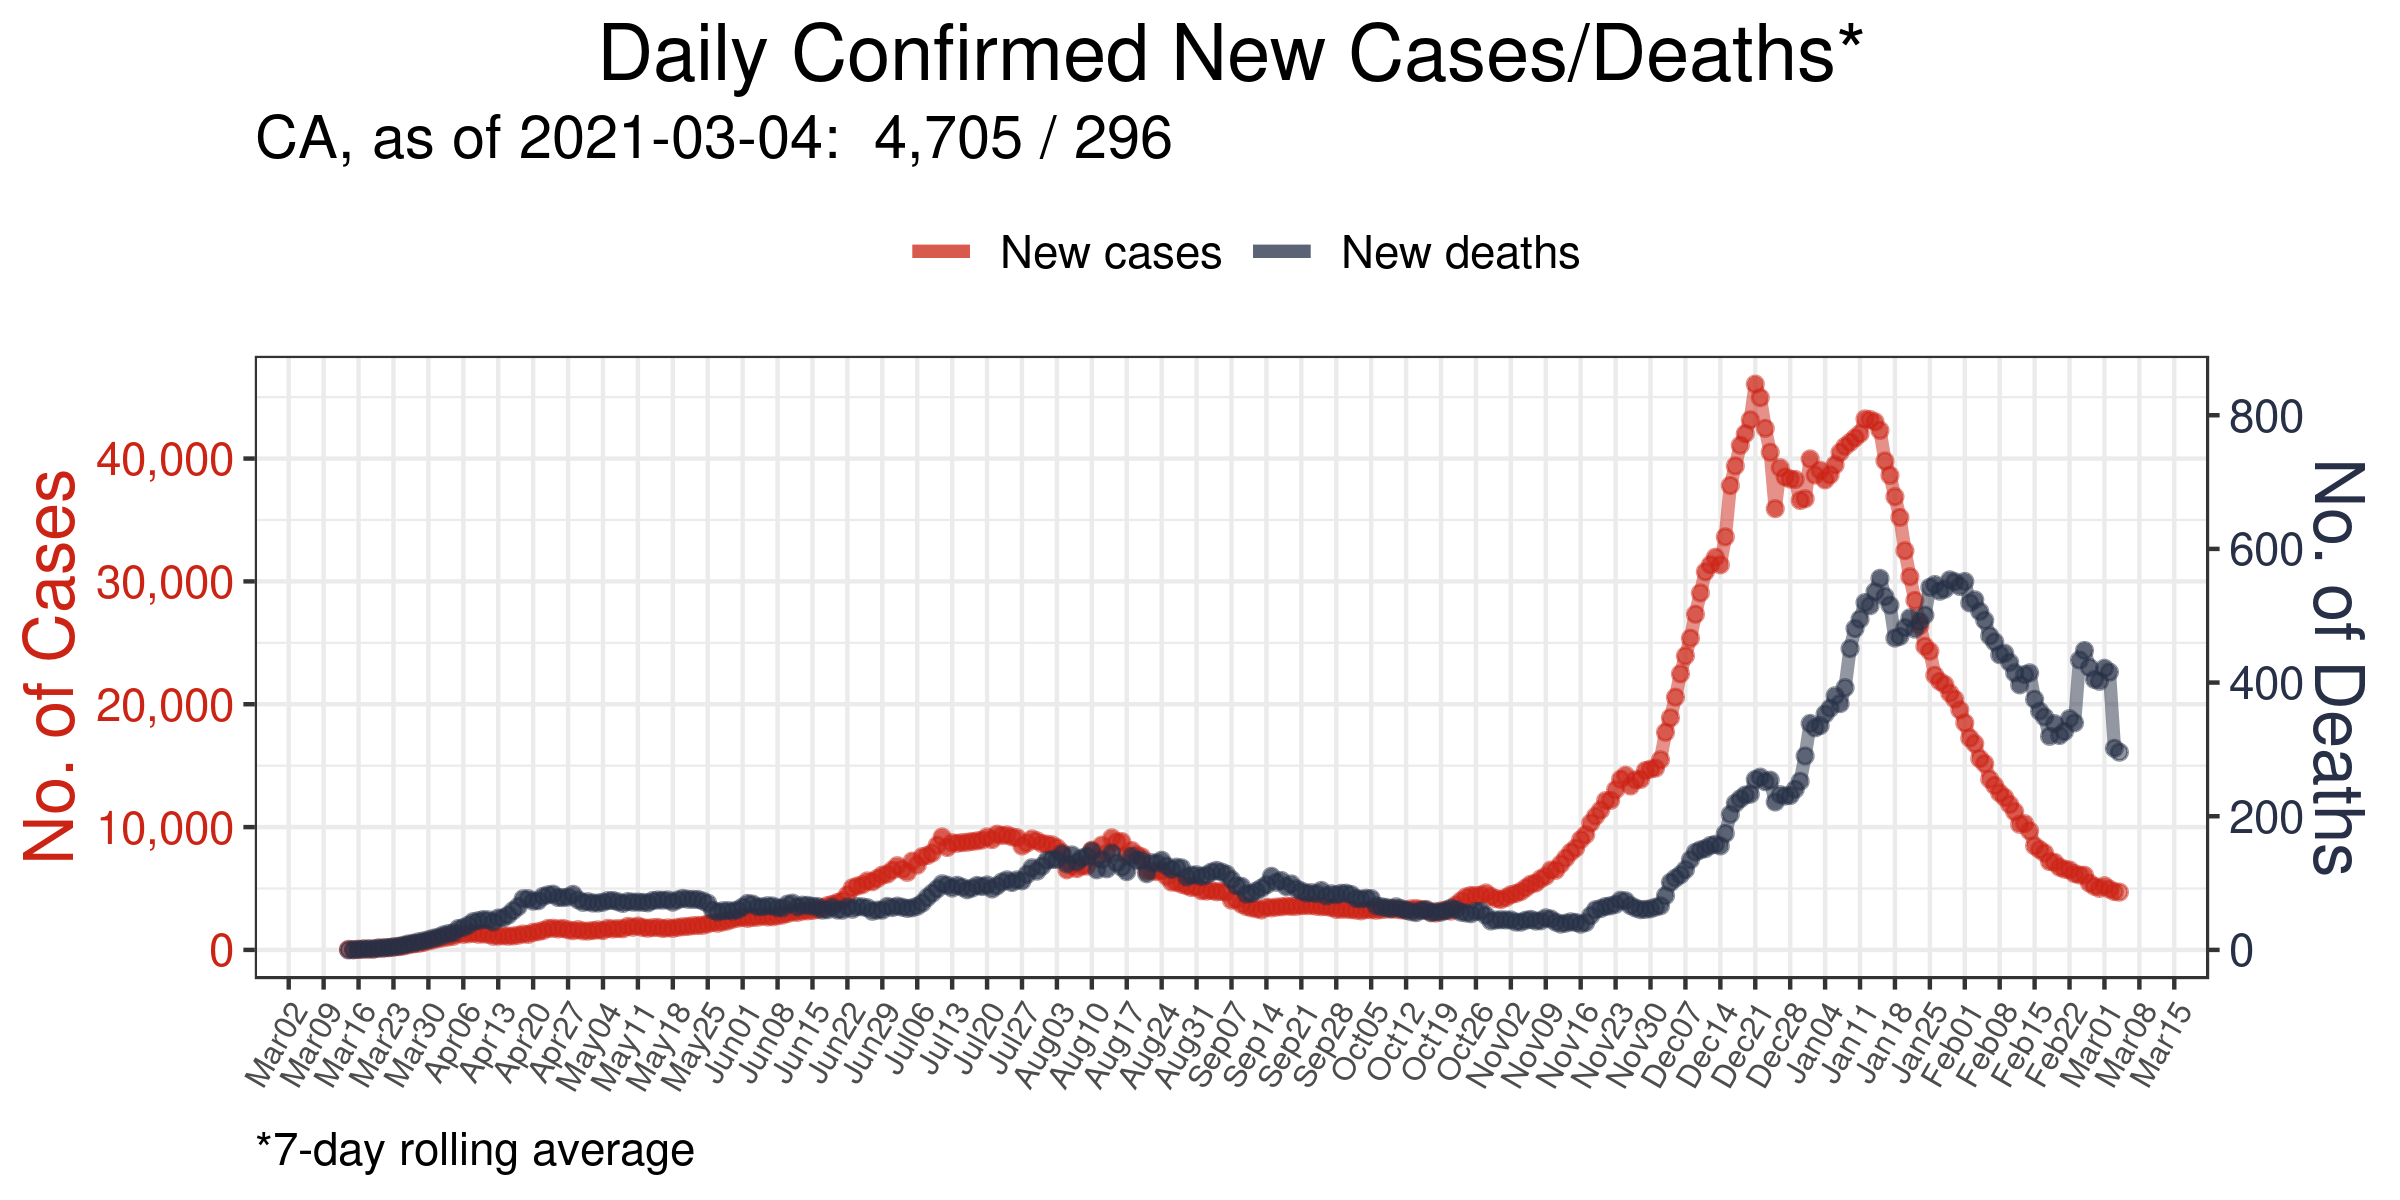 Daily Confirmed New Cases/Deaths*
CA, as of 2021-03-04:  4,705 / 296
New cases
New deaths
No. of Cases
40,000
30,000
20,000
10,000
0
800
600
400
200
0
No. of Deaths
Mar02
Mar09
Mar16
Mar23
Mar30
Apr06
Apr13
Apr20
Apr27
May04
May11
May18
May25
Jun01
Jun08
Jun15
Jun22
Jun29
Jul06
Jul13
Jul20
Jul27
Aug03
Aug10
Aug17
Aug24
Aug31
Sep07
Sep14
Sep21
Sep28
Oct05
Oct12
Oct19
Oct26
Nov02
Nov09
Nov16
Nov23
Nov30
Dec07
Dec14
Dec21
Dec28
Jan04
Jan11
Jan18
Jan25
Feb01
Feb08
Feb15
Feb22
Mar01
Mar08
Mar15
*7-day rolling average